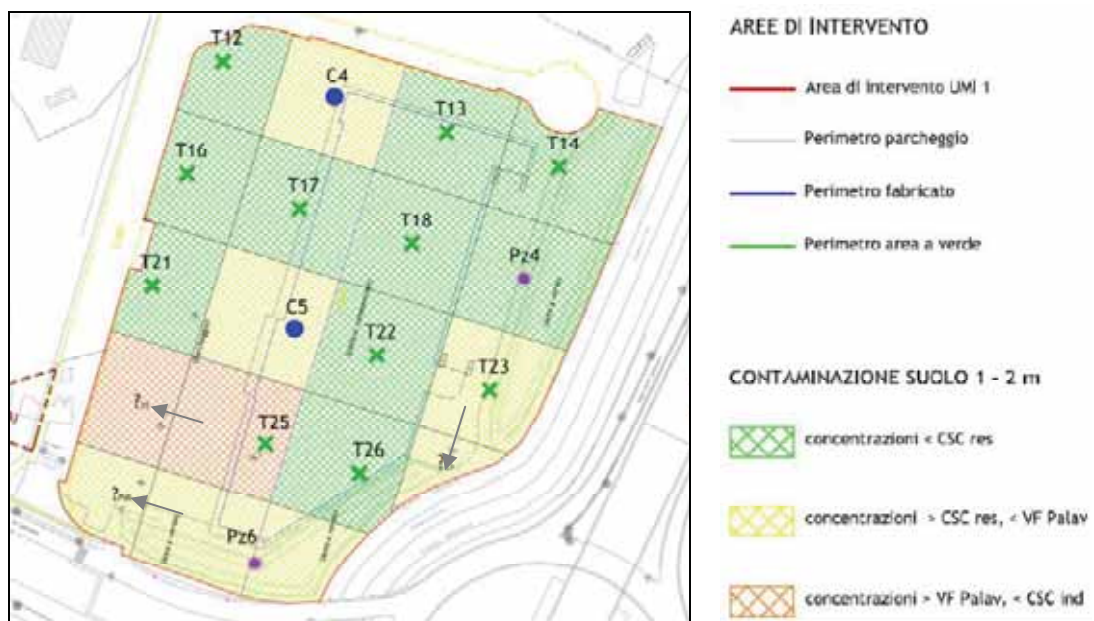 T12
C4
T13
T14
T16
T17
T18
Pz4
T21
C5
T22
T23
?
T25
T26
?
Pz6
AREE DI INTERVENTO
Area di intervento UMI 1
Perimetro parcheggio
Perimetro fabricato
Perimetro area a verde
CONTAMINAZIONE SUOLO 1 - 2 m
concentrazioni < CSC res
concentrazioni > CSC res, < VF Palav
concentrazioni > VF Palav, < CSC ind